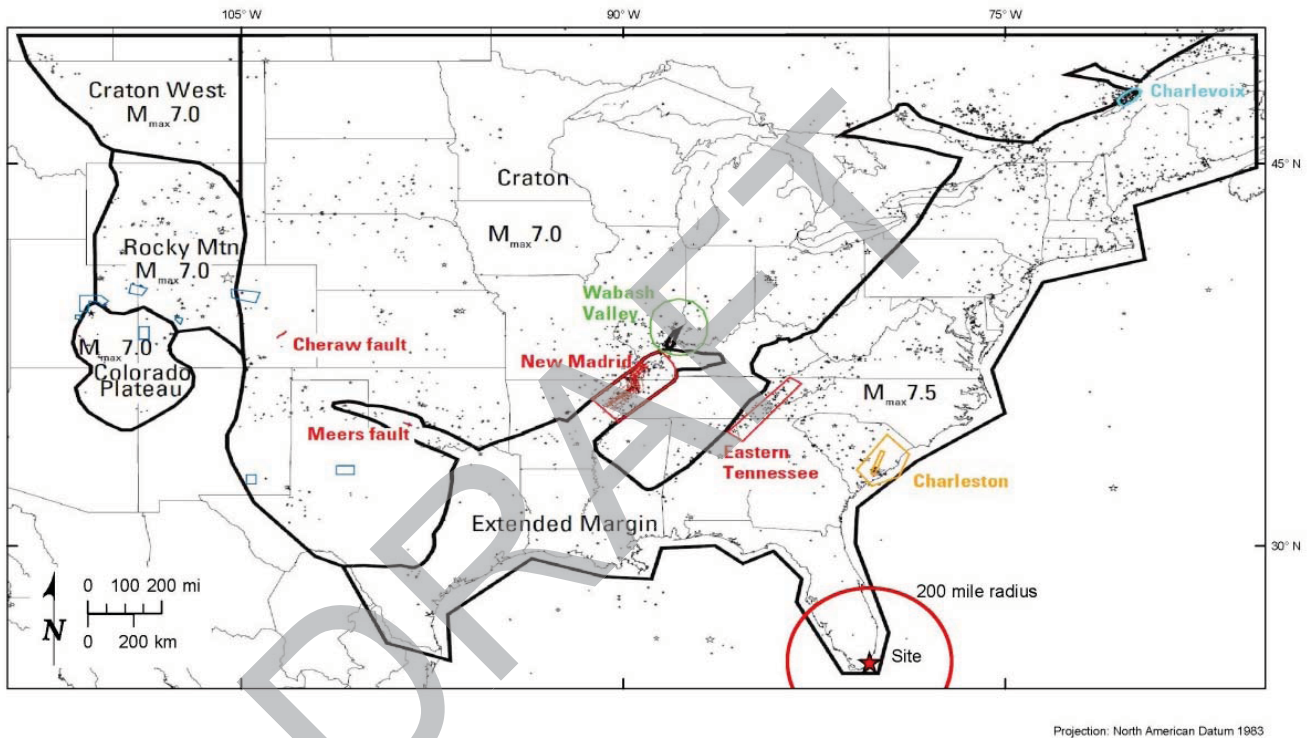 105° W
90° W
75° W
Craton West
Mmax 7.0
Charlevoix
45° N
Craton
Mmax 7.0
Rocky Mtn
Mmax 7.0
Wabash
Valley
Cheraw fault
New Madrid
Mmax 7.0
Colorado
Plateau
Mmax 7.5
Meers fault
Eastern
Tennessee
Charleston
Extended Margin
30° N
0 100 200 mi
N
0 200 km
200 mile radius
Site
DRAFT
Projection: North American Datum 1983